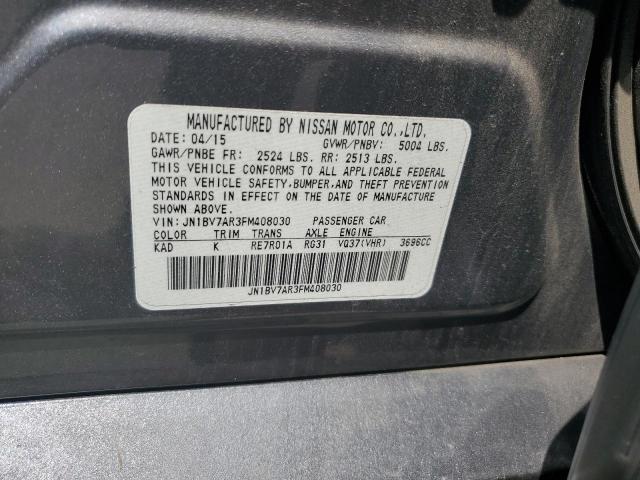 MANUFACTURED BY NISSAN MOTOR CO.,LTD.
DATE: 04/15 GVWR/PNBV: 5004 LBS.
GAWR/PNBE FR: 2524 LBS. RR: 2513 LBS.
THIS VEHICLE CONFORMS TO ALL APPLICABLE FEDERAL
MOTOR VEHICLE SAFETY,BUMPER,AND THEFT PREVENTION
STANDARDS IN EFFECT ON THE DATE OF MANUFACTURE
SHOWN ABOVE.
VIN: JN1BV7AR3FM408030 PASSENGER CAR
COLOR TRIM TRANS AXLE ENGINE
KAD K RE7R01A RG31 VQ37(VHR) 3696CC
JN1BV7AR3FM408030